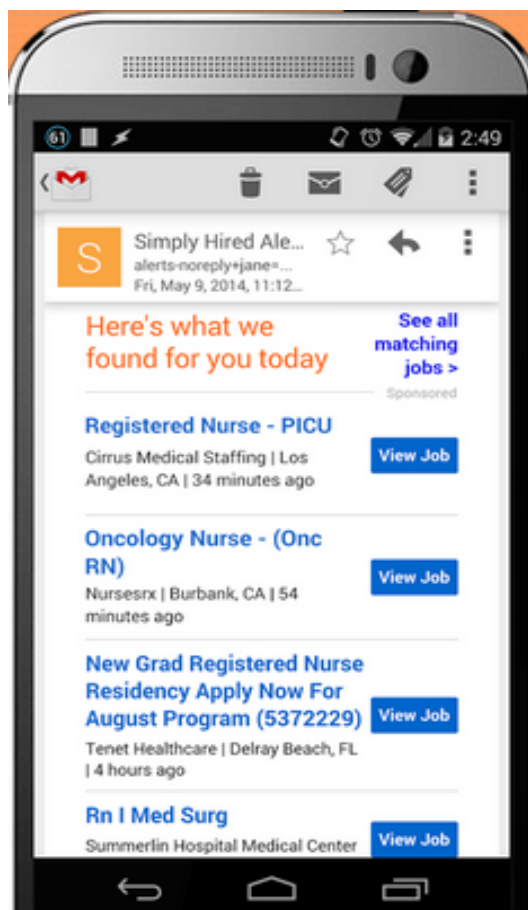 61
2:49
S
Simply Hired Ale...
alerts-noreply+jane=...
Fri, May 9, 2014, 11:12...
Here's what we
found for you today
See all
matching
jobs >
Sponsored
Registered Nurse - PICU
Cirrus Medical Staffing | Los
Angeles, CA | 34 minutes ago
View Job
Oncology Nurse - (Onc
RN)
Nursesrx | Burbank, CA | 54
minutes ago
View Job
New Grad Registered Nurse
Residency Apply Now For
August Program (5372229)
Tenet Healthcare | Delray Beach, FL
| 4 hours ago
View Job
Rn I Med Surg
Summerlin Hospital Medical Center
View Job